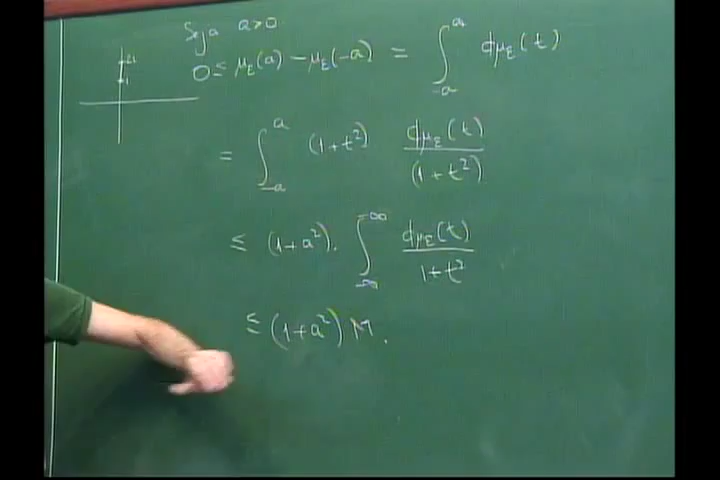 Seja a>0.
0 ≤ μ_ε(a) − μ_ε(−a) = ∫_{−a}^{a} dμ_ε(t)
= ∫_{−a}^{a} (1+t²) dμ_ε(t)/(1+t²)
≤ (1+a²). ∫_{−∞}^{−∞} dμ_ε(t)/1+t²
≤ (1+a²) M.